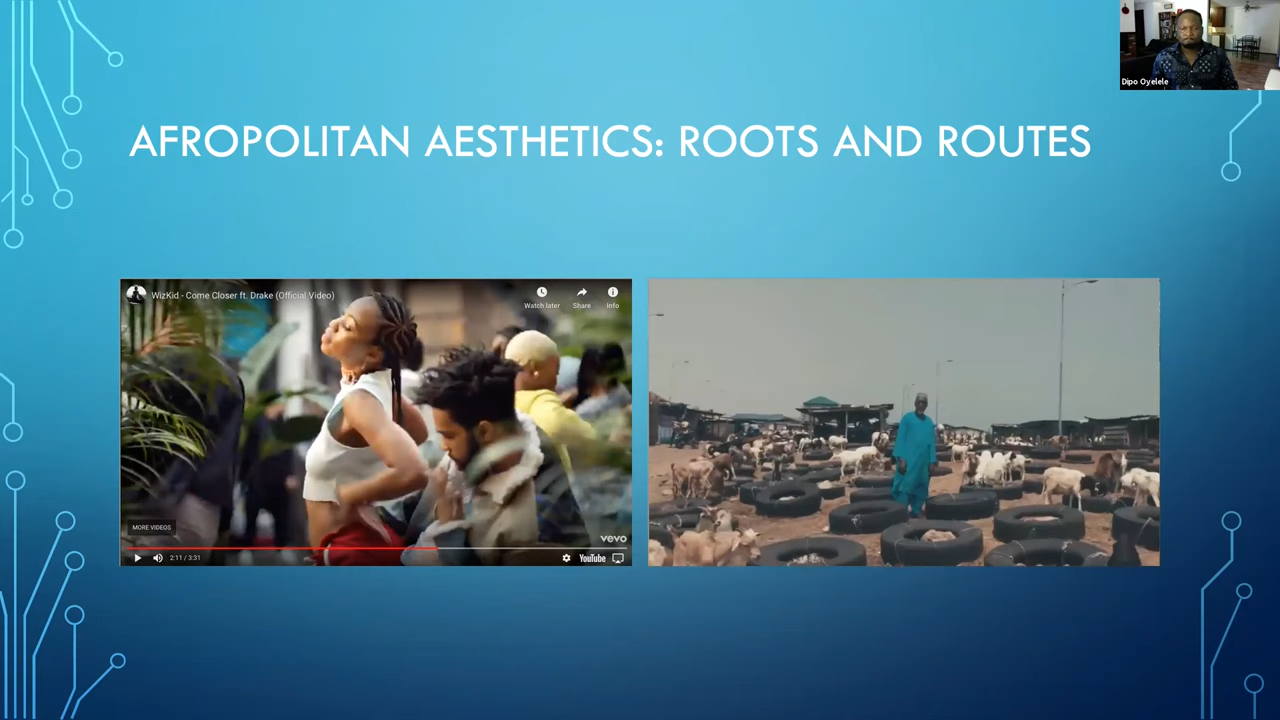 Dipo Oyelele
AFROPOLITAN AESTHETICS: ROOTS AND ROUTES
WizKid - Come Closer ft. Drake (Official Video)
Watch later
Share
Info
MORE VIDEOS
vevo
2:11 / 3:31
YouTube